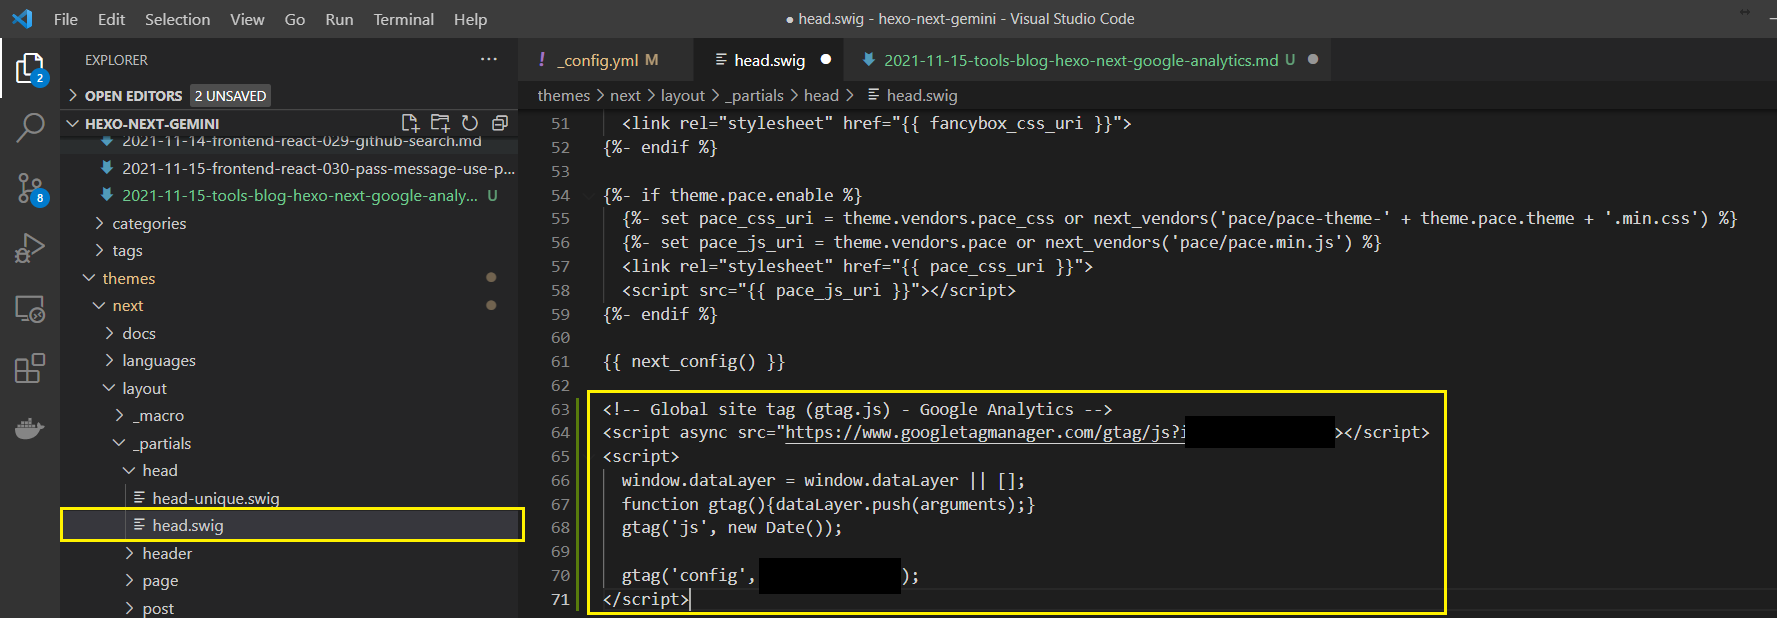 File Edit Selection View Go Run Terminal Help
● head.swig - hexo-next-gemini - Visual Studio Code
EXPLORER ...
2
OPEN EDITORS 2 UNSAVED
HEXO-NEXT-GEMINI
2021-11-14-frontend-react-029-github-search.md
2021-11-15-frontend-react-030-pass-message-use-p...
2021-11-15-tools-blog-hexo-next-google-analy... U
8
categories
tags
themes
next
docs
languages
layout
_macro
_partials
head
head-unique.swig
head.swig
header
page
post
! _config.yml M
head.swig
2021-11-15-tools-blog-hexo-next-google-analytics.md U
themes > next > layout > _partials > head > head.swig
51 <link rel="stylesheet" href="{{ fancybox_css_uri }}">
52 {%- endif %}
53
54 {%- if theme.pace.enable %}
55 {%- set pace_css_uri = theme.vendors.pace_css or next_vendors('pace/pace-theme-' + theme.pace.theme + '.min.css') %}
56 {%- set pace_js_uri = theme.vendors.pace or next_vendors('pace/pace.min.js') %}
57 <link rel="stylesheet" href="{{ pace_css_uri }}">
58 <script src="{{ pace_js_uri }}"></script>
59 {%- endif %}
60
61 {{ next_config() }}
62
63 <!-- Global site tag (gtag.js) - Google Analytics -->
64 <script async src="https://www.googletagmanager.com/gtag/js?i ></script>
65 <script>
66 window.dataLayer = window.dataLayer || [];
67 function gtag(){dataLayer.push(arguments);}
68 gtag('js', new Date());
69
70 gtag('config', );
71 </script>